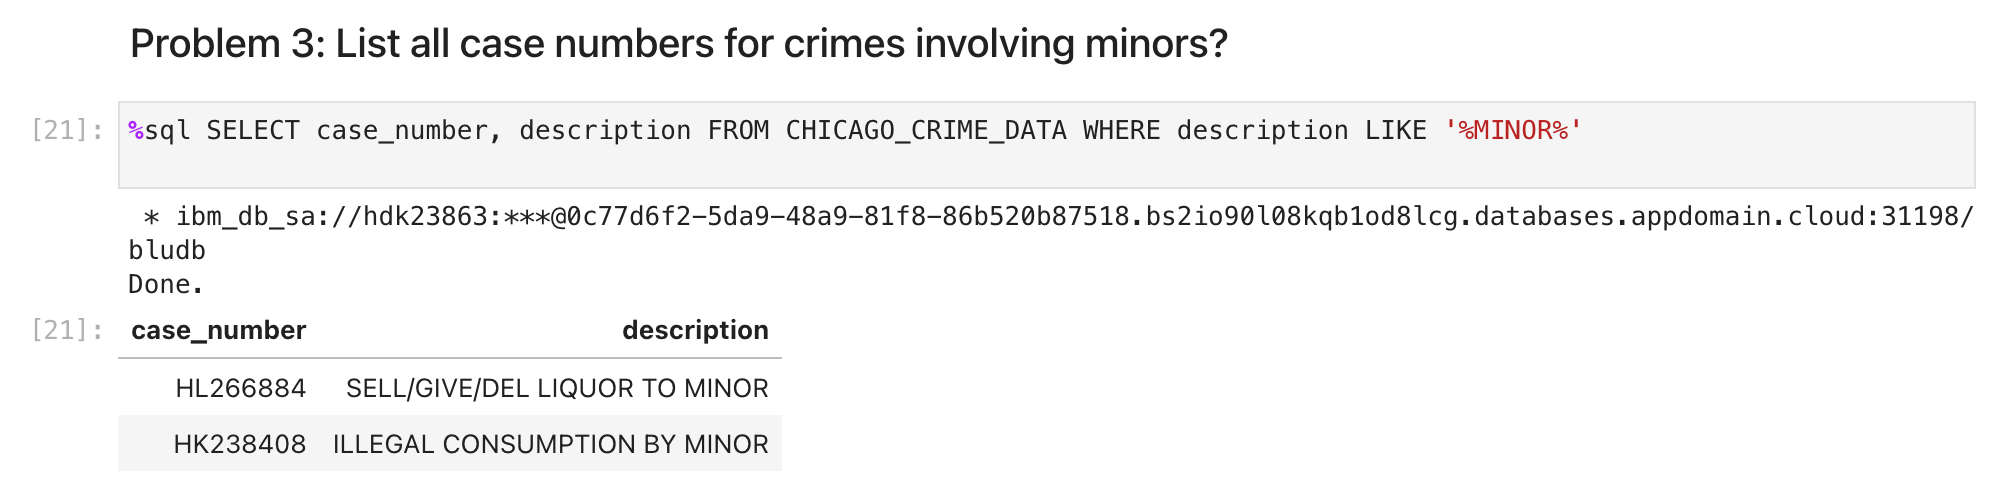 Problem 3: List all case numbers for crimes involving minors?
[21]: %sql SELECT case_number, description FROM CHICAGO_CRIME_DATA WHERE description LIKE '%MINOR%'
* ibm_db_sa://hdk23863:***@0c77d6f2-5da9-48a9-81f8-86b520b87518.bs2io90l08kqb1od8lcg.databases.appdomain.cloud:31198/
bludb
Done.
[21]: case_number description
HL266884 SELL/GIVE/DEL LIQUOR TO MINOR
HK238408 ILLEGAL CONSUMPTION BY MINOR